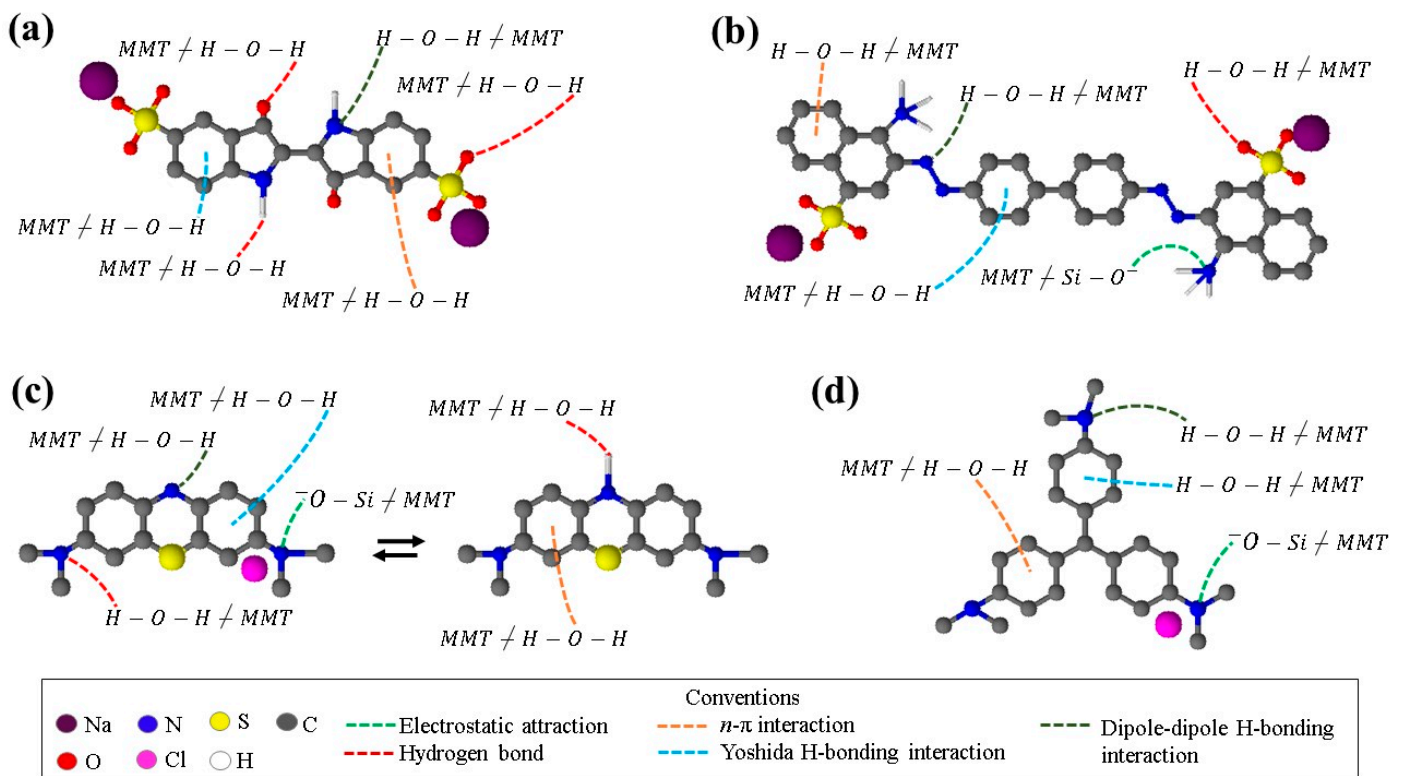 (a)
MMT ≁ H − O − H
H − O − H ≁ MMT
MMT ≁ H − O − H
MMT ≁ H − O − H
MMT ≁ H − O − H
MMT ≁ H − O − H
(b)
H − O − H ≁ MMT
H − O − H ≁ MMT
H − O − H ≁ MMT
MMT ≁ Si − O⁻
MMT ≁ H − O − H
(c)
MMT ≁ H − O − H
MMT ≁ H − O − H
⁻O − Si ≁ MMT
H − O − H ≁ MMT
MMT ≁ H − O − H
MMT ≁ H − O − H
(d)
H − O − H ≁ MMT
MMT ≁ H − O − H
H − O − H ≁ MMT
⁻O − Si ≁ MMT
Conventions
Na N S C
O Cl H
Electrostatic attraction
Hydrogen bond
n-π interaction
Yoshida H-bonding interaction
Dipole-dipole H-bonding
interaction